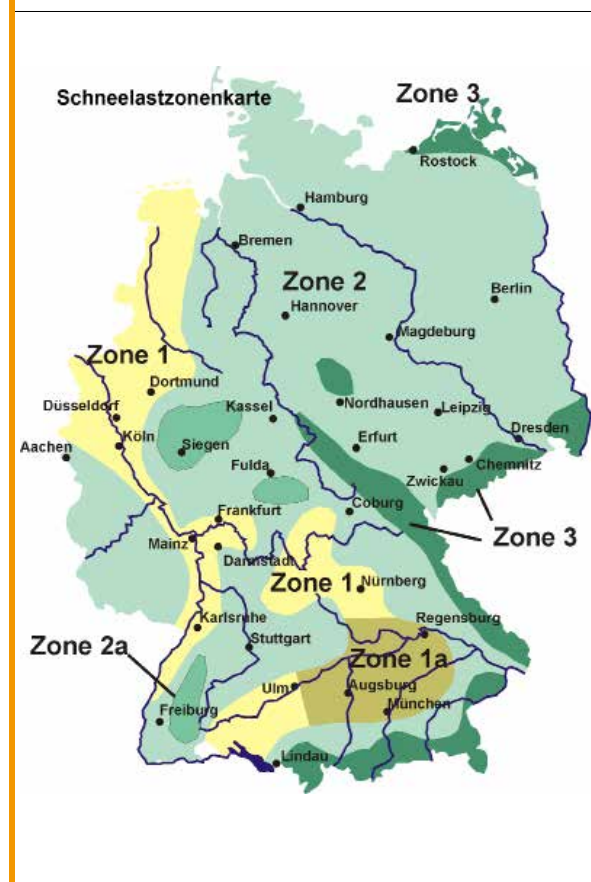 Zone 3
Schneelastzonenkarte
Rostock
Hamburg
Bremen
Zone 2
Berlin
Hannover
Magdeburg
Zone 1
Dortmund
Nordhausen
Düsseldorf
Kassel
Leipzig
Dresden
Köln
Erfurt
Aachen
Siegen
Chemnitz
Fulda
Zwickau
Coburg
Frankfurt
Zone 3
Mainz
Darmstadt
Zone 1
Nürnberg
Karlsruhe
Regensburg
Stuttgart
Zone 2a
Zone 1a
Ulm
Augsburg
München
Freiburg
Lindau